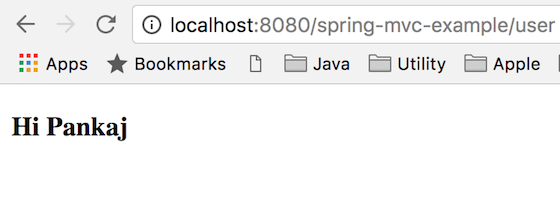 localhost:8080/spring-mvc-example/user
Apps Bookmarks Java Utility Apple
Hi Pankaj